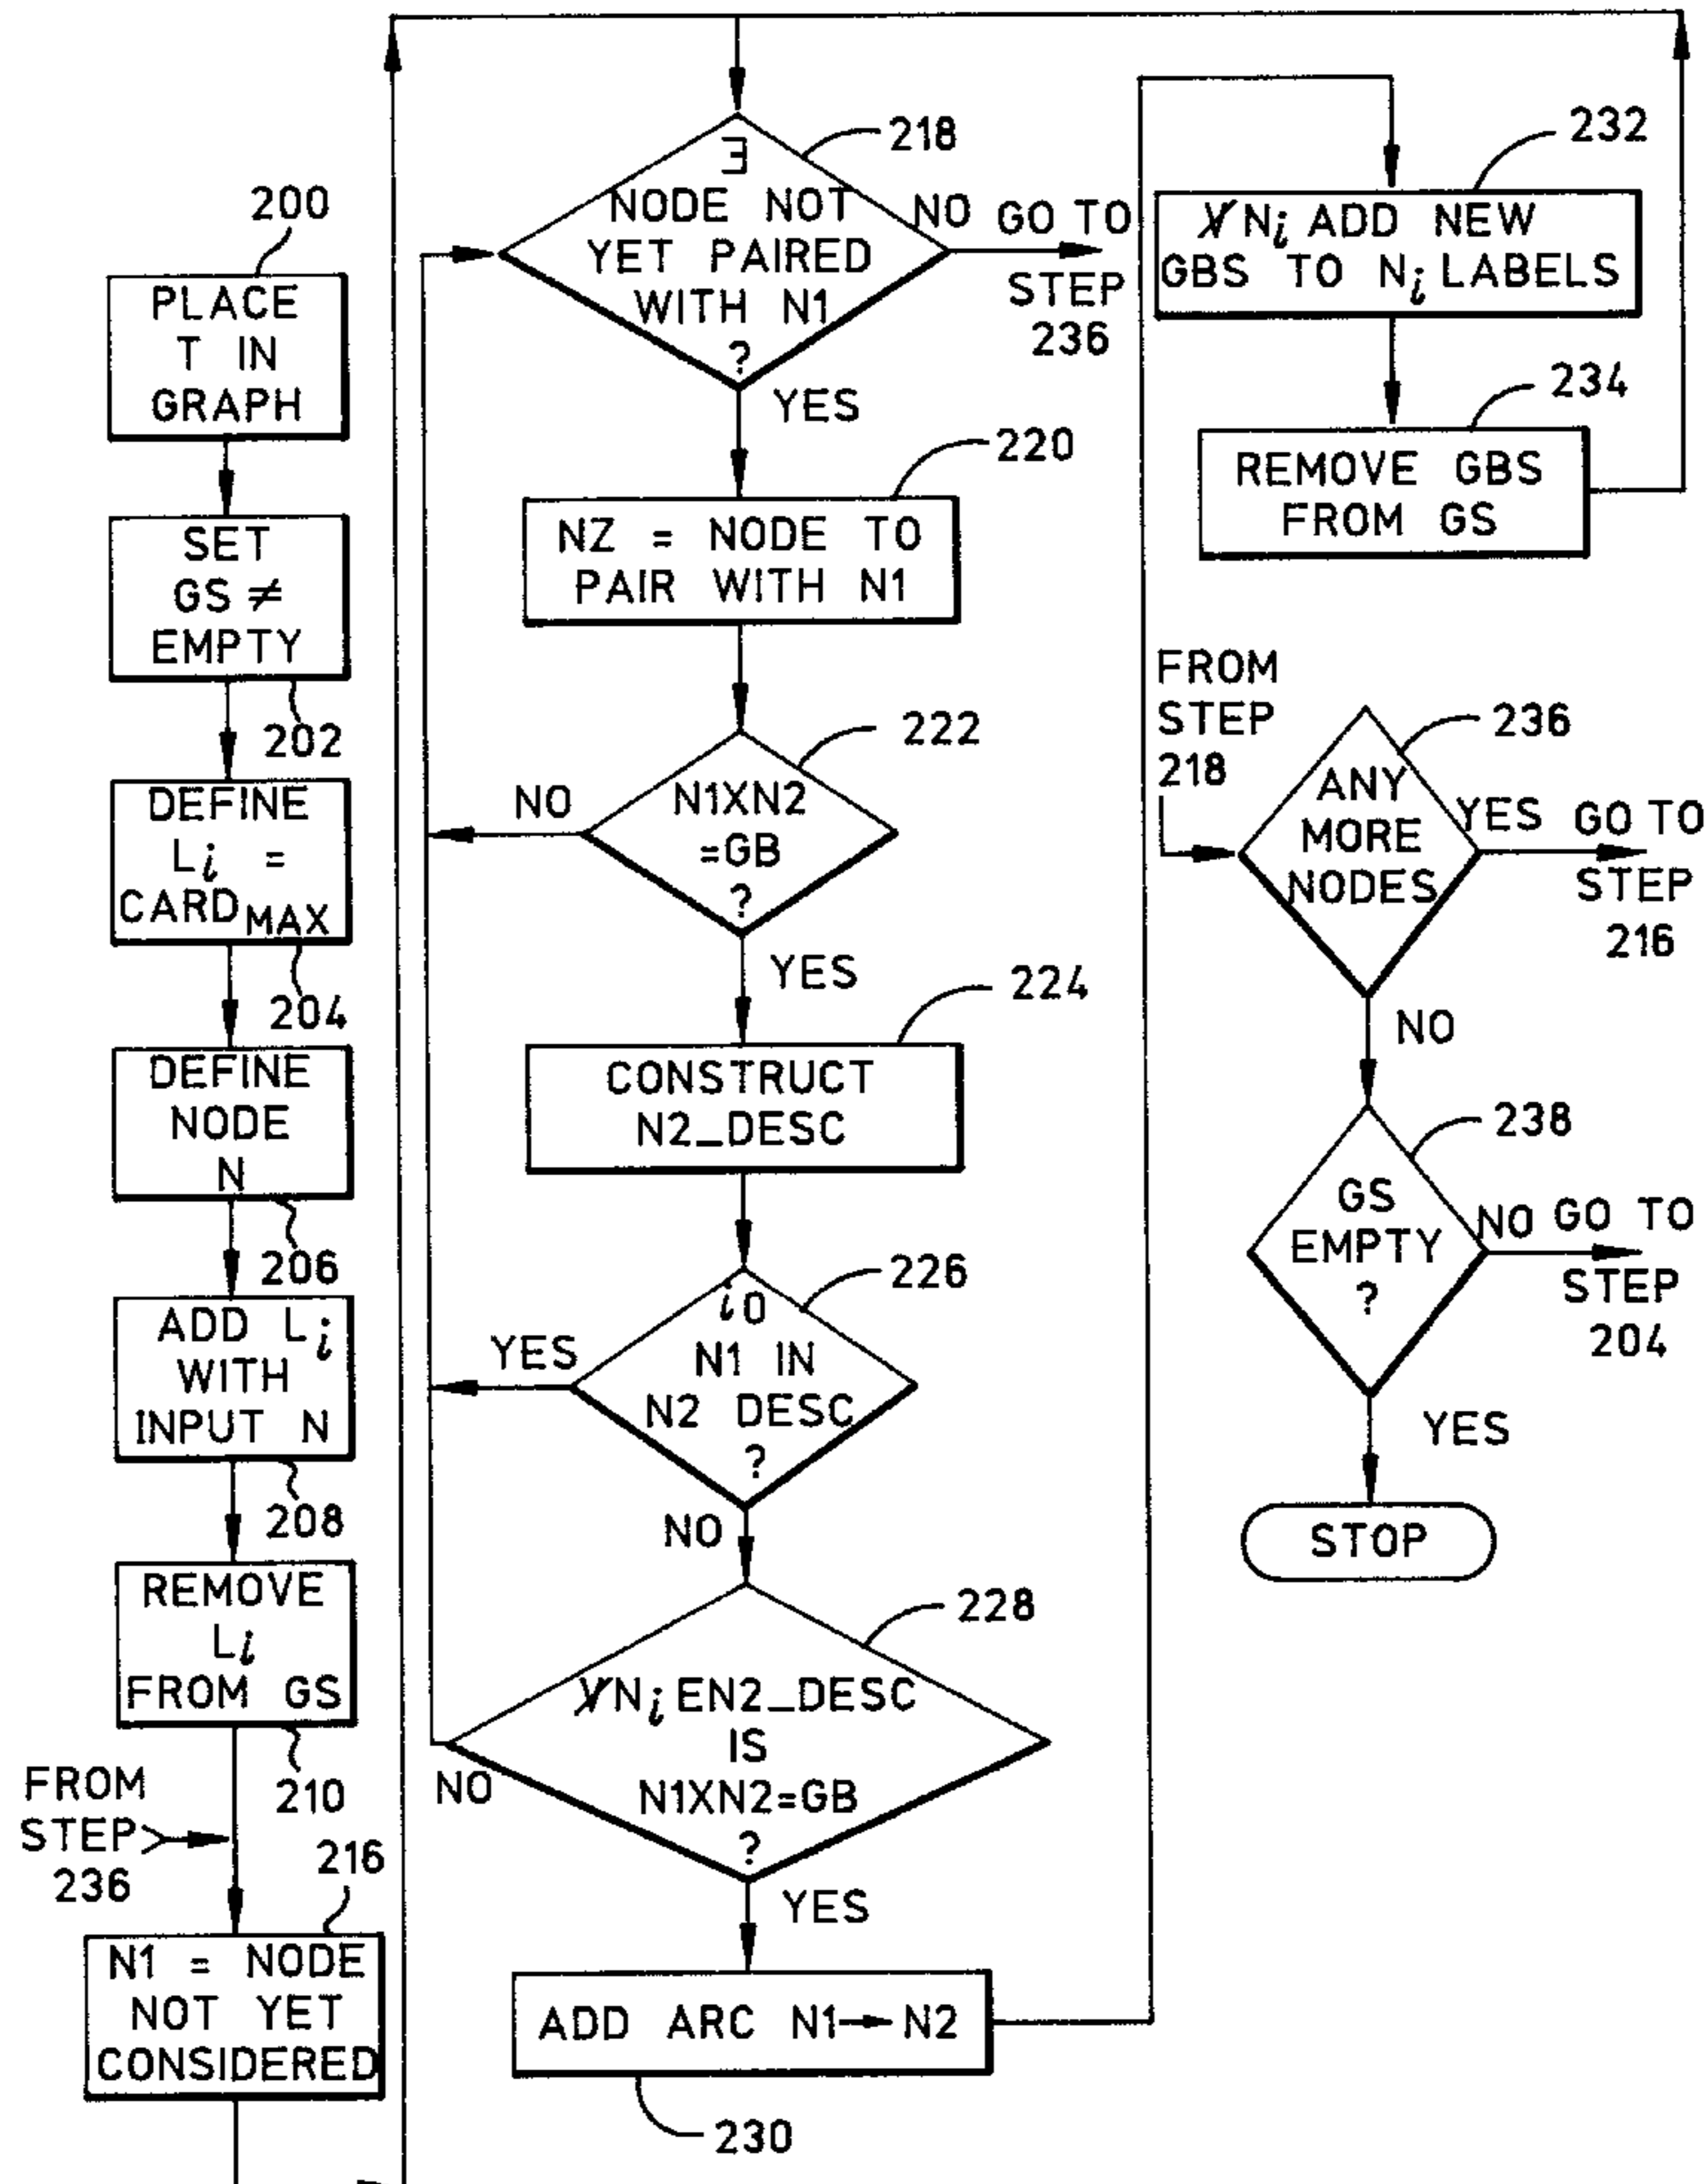 200
PLACE
T IN
GRAPH
SET
GS ≠
EMPTY
202
DEFINE
Li =
CARD MAX
204
DEFINE
NODE
N
206
ADD Li
WITH
INPUT N
208
REMOVE
Li
FROM GS
210
FROM
STEP
236
216
N1 = NODE
NOT YET
CONSIDERED
218
∃
NODE NOT
YET PAIRED
WITH N1
?
NO GO TO
STEP
236
YES
220
NZ = NODE TO
PAIR WITH N1
222
N1XN2
=GB
?
NO
YES
224
CONSTRUCT
N2_DESC
226
i0
N1 IN
N2 DESC
?
YES
NO
228
∀Ni EN2_DESC
IS
N1XN2=GB
?
NO
YES
ADD ARC N1→N2
230
232
∀Ni ADD NEW
GBS TO Ni LABELS
234
REMOVE GBS
FROM GS
FROM
STEP
218
236
ANY
MORE
NODES
YES GO TO
STEP
216
NO
238
GS
EMPTY
?
NO GO TO
STEP
204
YES
STOP